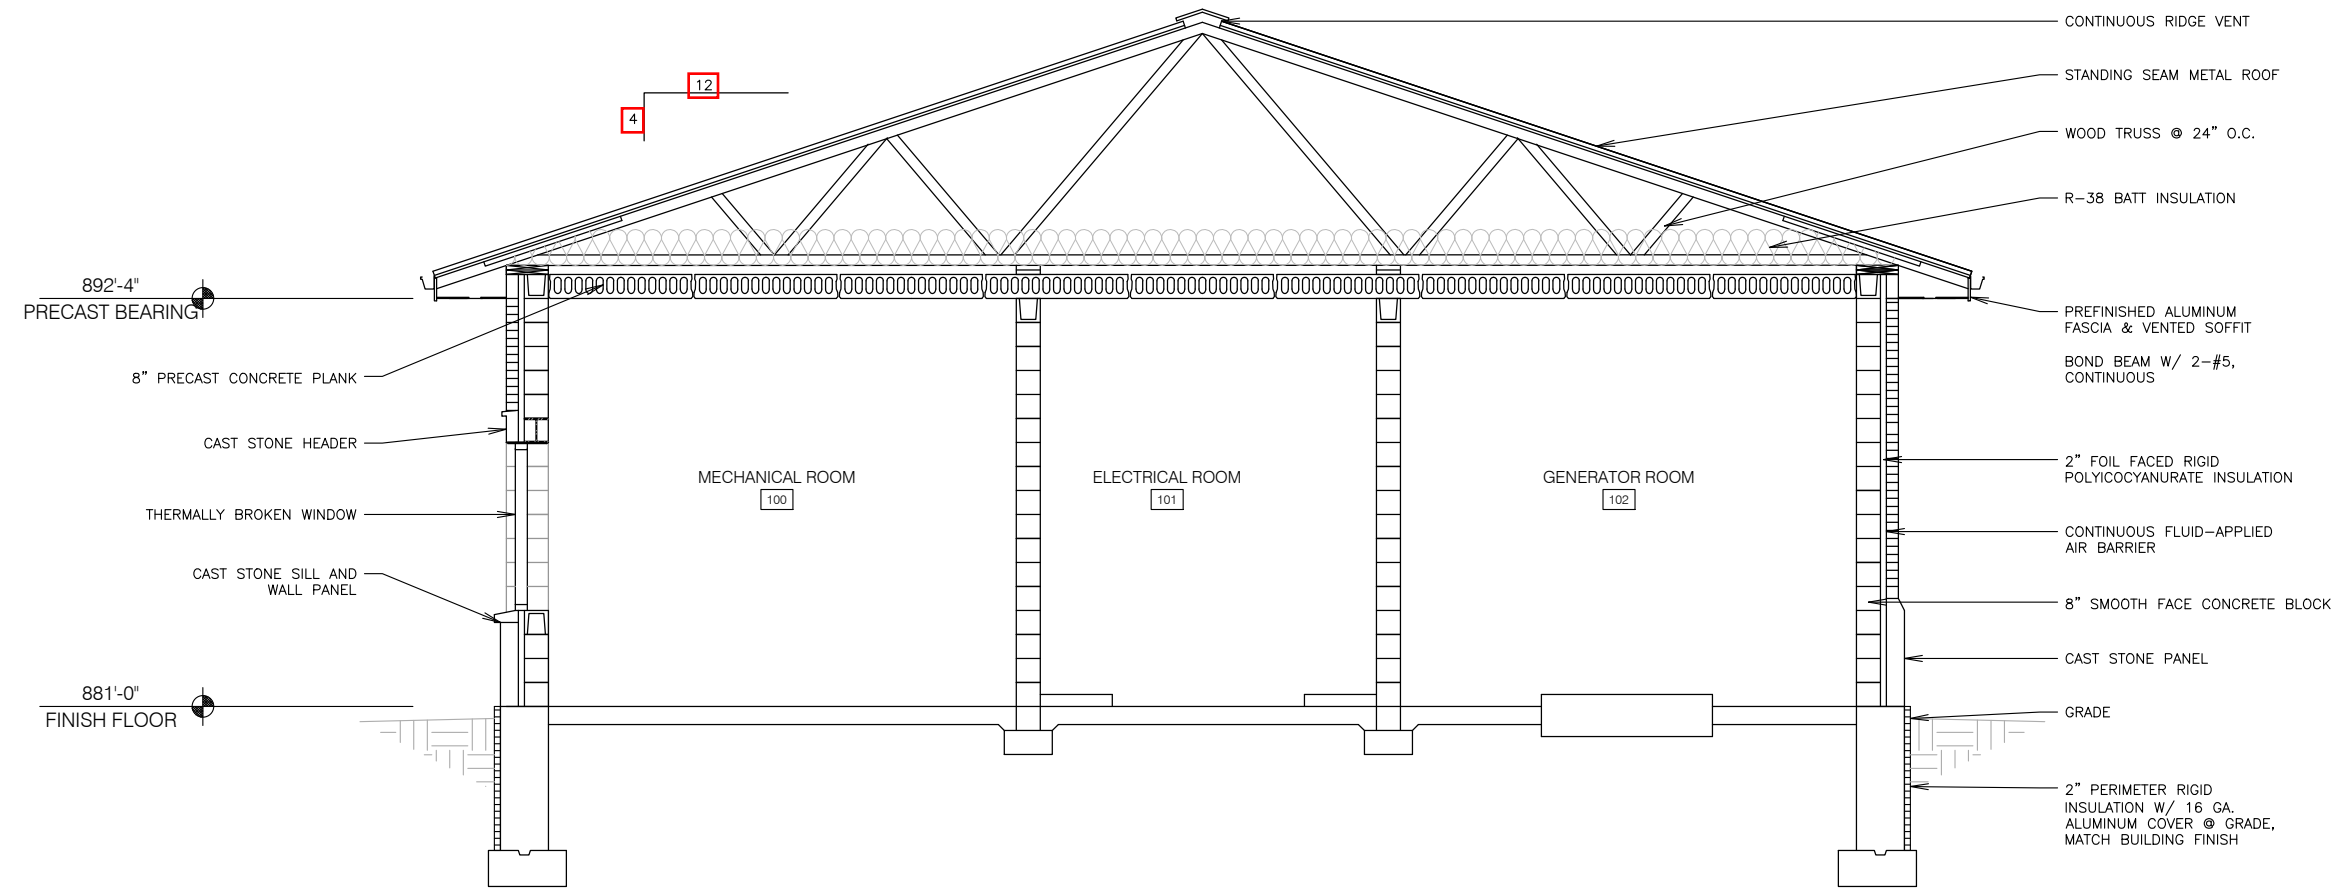 CONTINUOUS RIDGE VENT
STANDING SEAM METAL ROOF
12
4
WOOD TRUSS @ 24" O.C.
R-38 BATT INSULATION
892'-4"
PRECAST BEARING
PREFINISHED ALUMINUM
FASCIA & VENTED SOFFIT
BOND BEAM W/ 2-#5,
CONTINUOUS
8" PRECAST CONCRETE PLANK
CAST STONE HEADER
2" FOIL FACED RIGID
POLYICOCYANURATE INSULATION
MECHANICAL ROOM
100
ELECTRICAL ROOM
101
GENERATOR ROOM
102
THERMALLY BROKEN WINDOW
CONTINUOUS FLUID-APPLIED
AIR BARRIER
CAST STONE SILL AND
WALL PANEL
8" SMOOTH FACE CONCRETE BLOCK
CAST STONE PANEL
881'-0"
FINISH FLOOR
GRADE
2" PERIMETER RIGID
INSULATION W/ 16 GA.
ALUMINUM COVER @ GRADE,
MATCH BUILDING FINISH